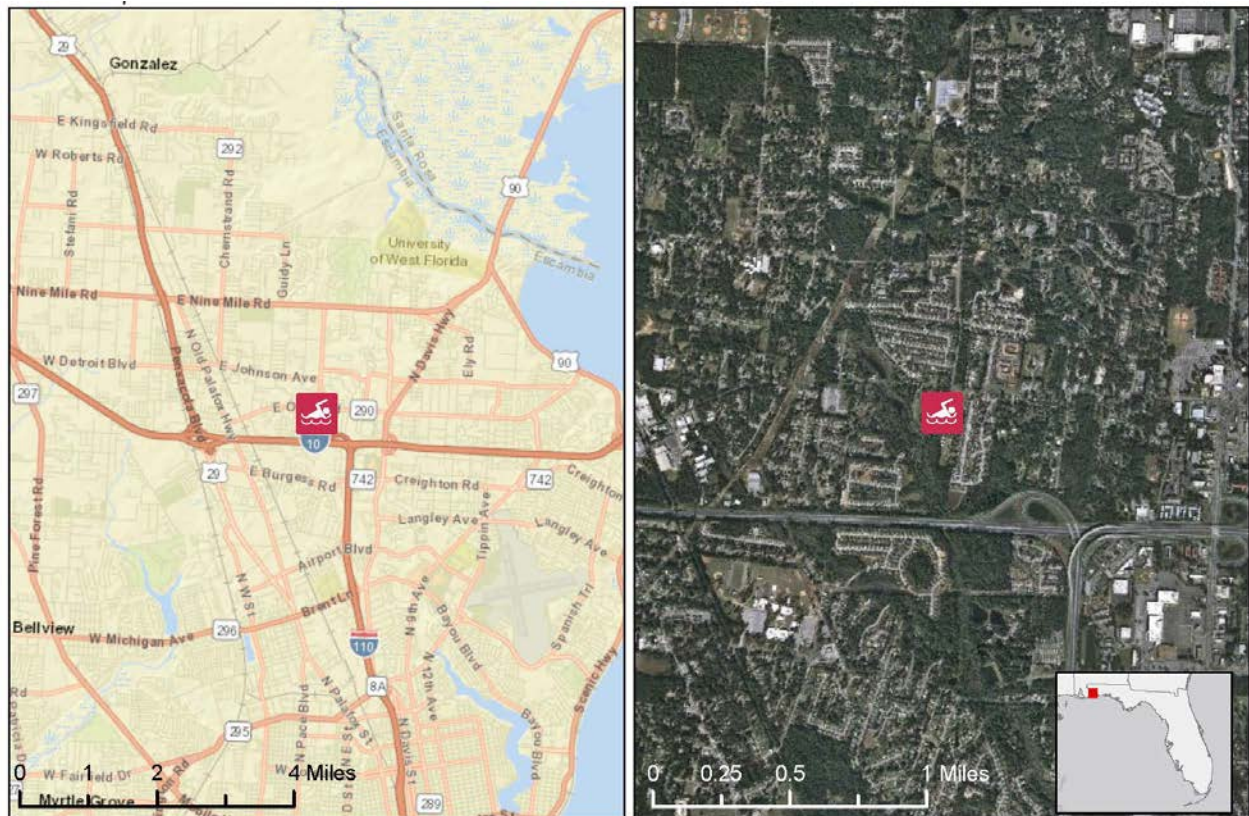 29
Gonzalez
E Kingsfield Rd
292
W Roberts Rd
Stefani Rd
Chemstrand Rd
Guidy Ln
Santa Rosa
Escambia
90
University
of West Florida
Escambia
Nine Mile Rd
E Nine Mile Rd
N Davis Hwy
Ely Rd
90
W Detroit Blvd
E Johnson Ave
N Old Palafox Hwy
Pensacola Blvd
297
290
10
29
E Burgess Rd
742
Creighton Rd
742
Creighton
Langley Ave
Langley Ave
Tippin Ave
Pine Forest Rd
Airport Blvd
N W St
Brent Ln
N 9th Ave
Bayou Blvd
Spanish Trl
Bellview
W Michigan Ave
296
110
N 12th Ave
Scenic Hwy
8A
N Palafox St
N Pace Blvd
295
N Davis St
Bayou Blvd
W Fairfield Dr
N E St
D St
Myrtle Grove
289
0 1 2 4 Miles
0 0.25 0.5 1 Miles